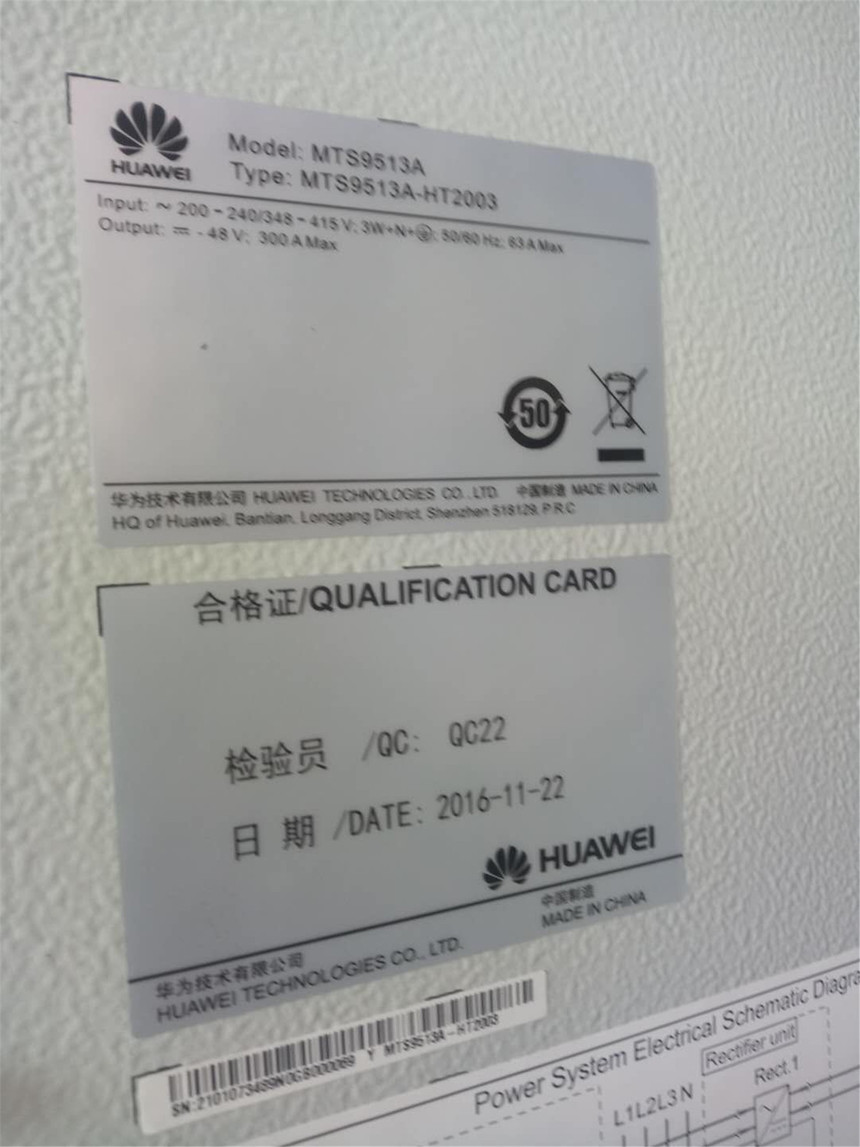 HUAWEI
Model: MTS9513A
Type: MTS9513A-HT2003
Input: ~ 200-240/348-415 V; 3W+N+⏚; 50/60 Hz; 63 A Max
Output: ⎓ -48 V; 300 A Max
50
华为技术有限公司 HUAWEI TECHNOLOGIES CO., LTD. 中国制造 MADE IN CHINA
HQ of Huawei, Bantian, Longgang District, Shenzhen 518129, P.R.C
合格证/QUALIFICATION CARD
检验员 /QC: QC22
日 期 /DATE: 2016-11-22
HUAWEI
中国制造
MADE IN CHINA
华为技术有限公司
HUAWEI TECHNOLOGIES CO., LTD.
SN:2101073489N0GB000069 Y MTS9513A-HT2003
Power System Electrical Schematic Diagra
Rectifier unit
Rect.1
L1L2L3 N